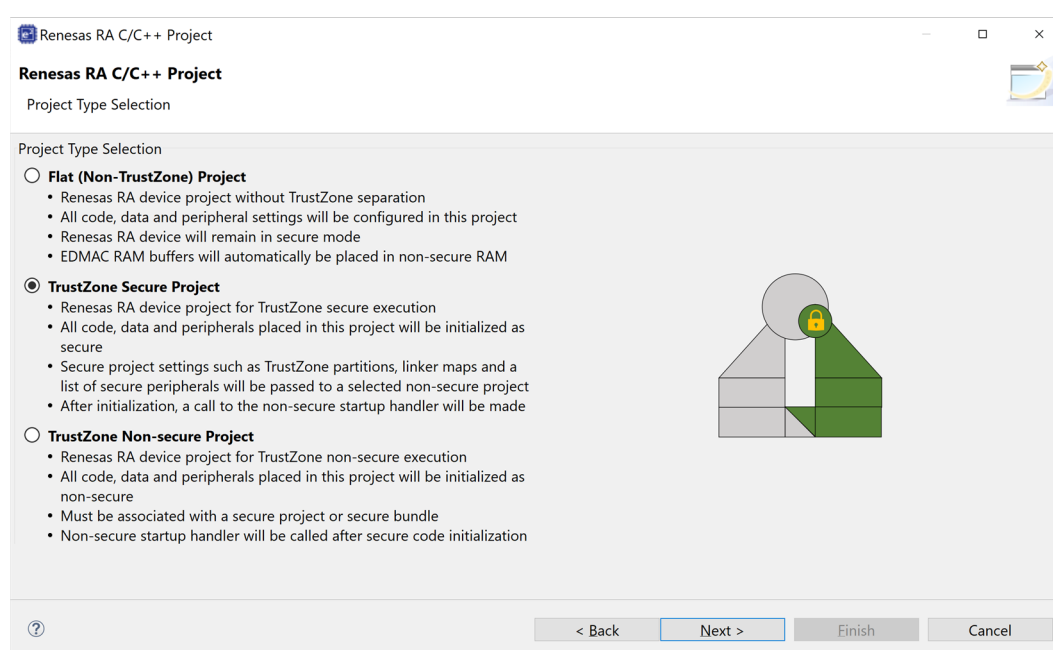 Renesas RA C/C++ Project
Renesas RA C/C++ Project
Project Type Selection
Project Type Selection
Flat (Non-TrustZone) Project
• Renesas RA device project without TrustZone separation
• All code, data and peripheral settings will be configured in this project
• Renesas RA device will remain in secure mode
• EDMAC RAM buffers will automatically be placed in non-secure RAM
TrustZone Secure Project
• Renesas RA device project for TrustZone secure execution
• All code, data and peripherals placed in this project will be initialized as
secure
• Secure project settings such as TrustZone partitions, linker maps and a
list of secure peripherals will be passed to a selected non-secure project
• After initialization, a call to the non-secure startup handler will be made
TrustZone Non-secure Project
• Renesas RA device project for TrustZone non-secure execution
• All code, data and peripherals placed in this project will be initialized as
non-secure
• Must be associated with a secure project or secure bundle
• Non-secure startup handler will be called after secure code initialization
?
< Back
Next >
Finish
Cancel